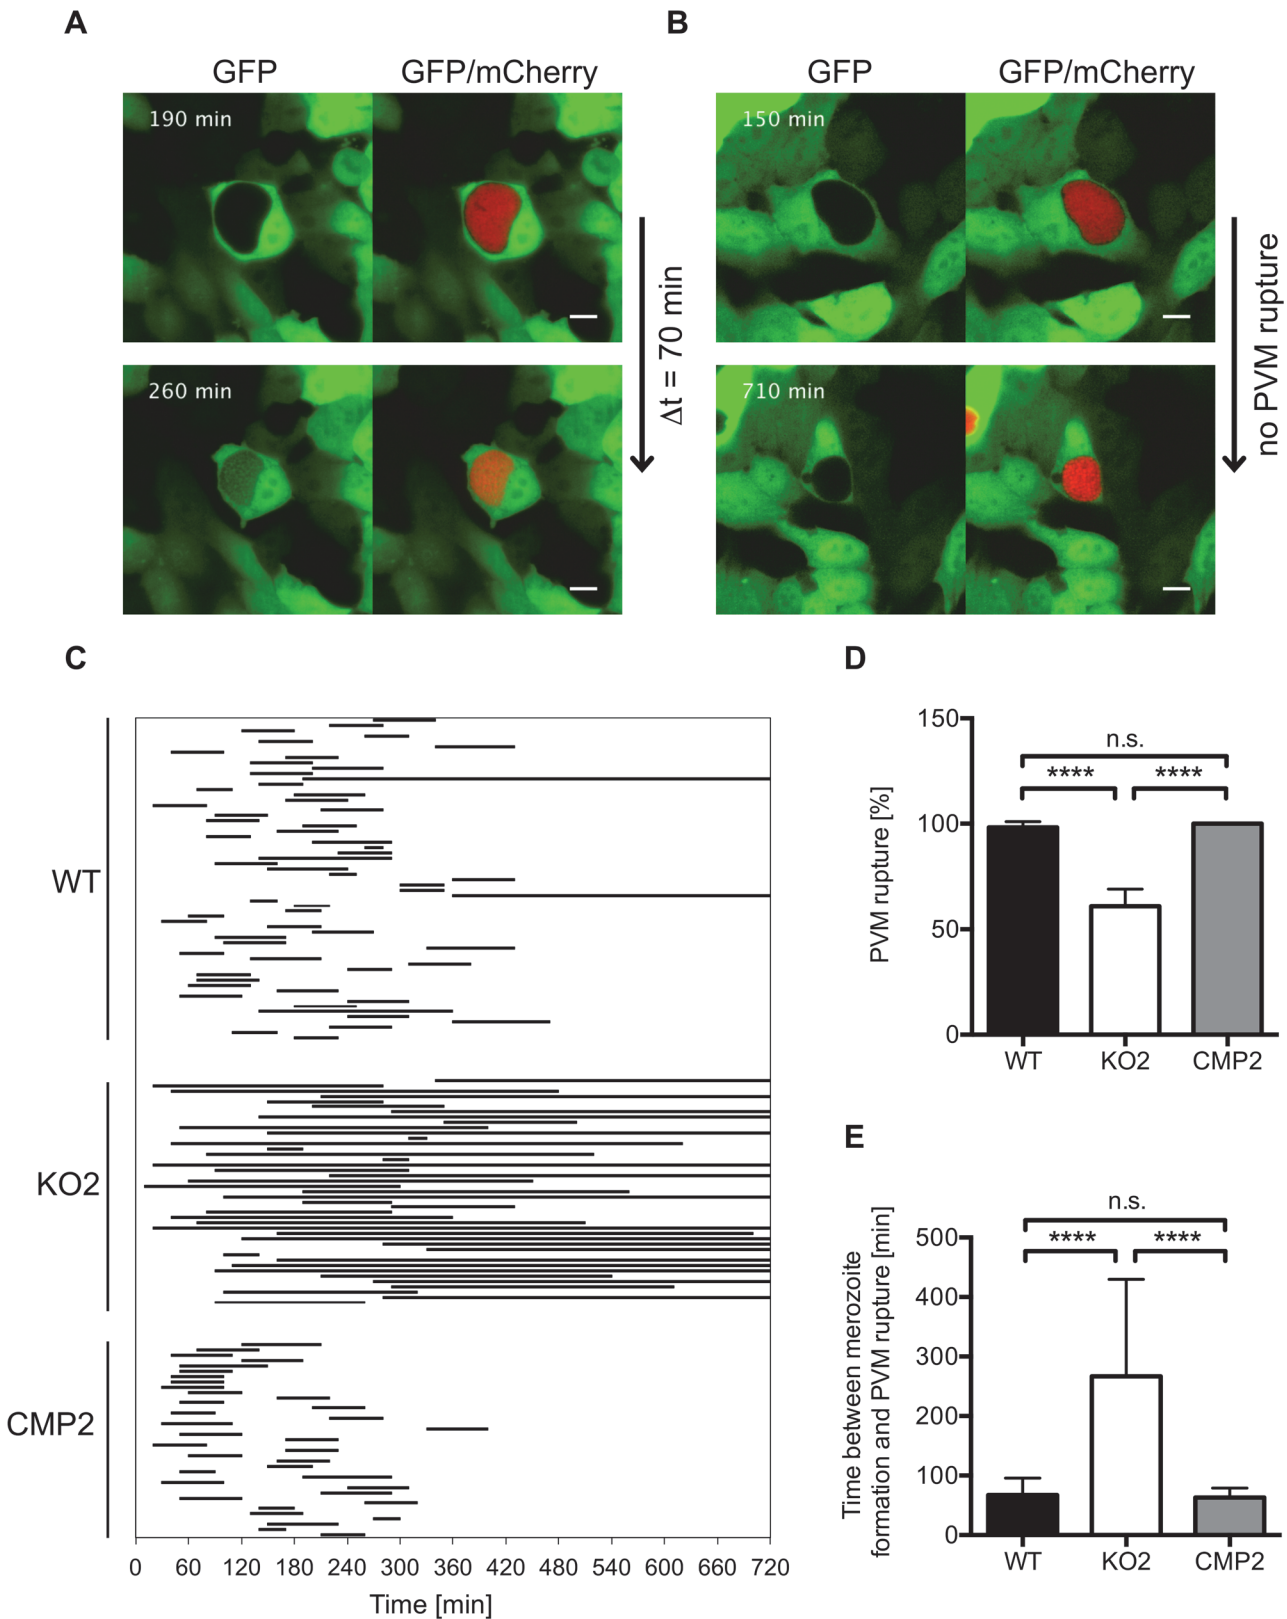 A
B
GFP
GFP/mCherry
GFP
GFP/mCherry
190 min
150 min
Δt = 70 min
no PVM rupture
260 min
710 min
C
D
WT
KO2
CMP2
0
60
120
180
240
300
360
420
480
540
600
660
720
Time [min]
150
100
50
0
PVM rupture [%]
n.s.
****
****
WT
KO2
CMP2
E
500
400
300
200
100
0
Time between merozoite
formation and PVM rupture [min]
n.s.
****
****
WT
KO2
CMP2